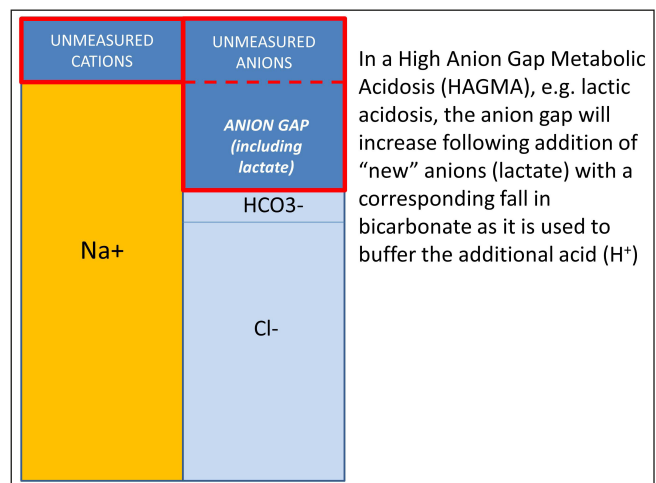 UNMEASURED
CATIONS
UNMEASURED
ANIONS
ANION GAP
(including
lactate)
HCO3-
Na+
Cl-
In a High Anion Gap Metabolic
Acidosis (HAGMA), e.g. lactic
acidosis, the anion gap will
increase following addition of
“new” anions (lactate) with a
corresponding fall in
bicarbonate as it is used to
buffer the additional acid (H⁺)